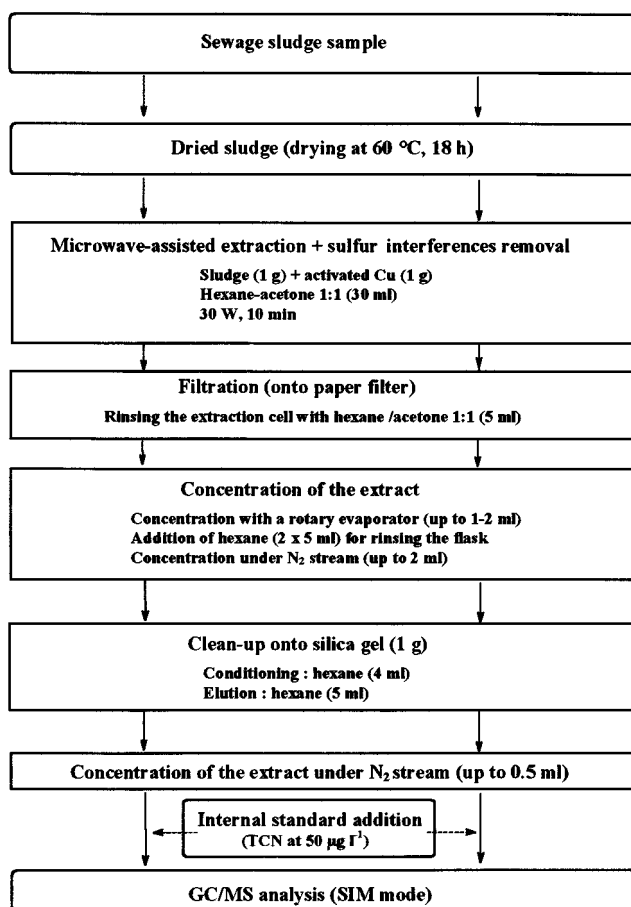 Sewage sludge sample
Dried sludge (drying at 60 °C, 18 h)
Microwave-assisted extraction + sulfur interferences removal
Sludge (1 g) + activated Cu (1 g)
Hexane-acetone 1:1 (30 ml)
30 W, 10 min
Filtration (onto paper filter)
Rinsing the extraction cell with hexane /acetone 1:1 (5 ml)
Concentration of the extract
Concentration with a rotary evaporator (up to 1-2 ml)
Addition of hexane (2 x 5 ml) for rinsing the flask
Concentration under N₂ stream (up to 2 ml)
Clean-up onto silica gel (1 g)
Conditioning : hexane (4 ml)
Elution : hexane (5 ml)
Concentration of the extract under N₂ stream (up to 0.5 ml)
Internal standard addition
(TCN at 50 µg l⁻¹)
GC/MS analysis (SIM mode)